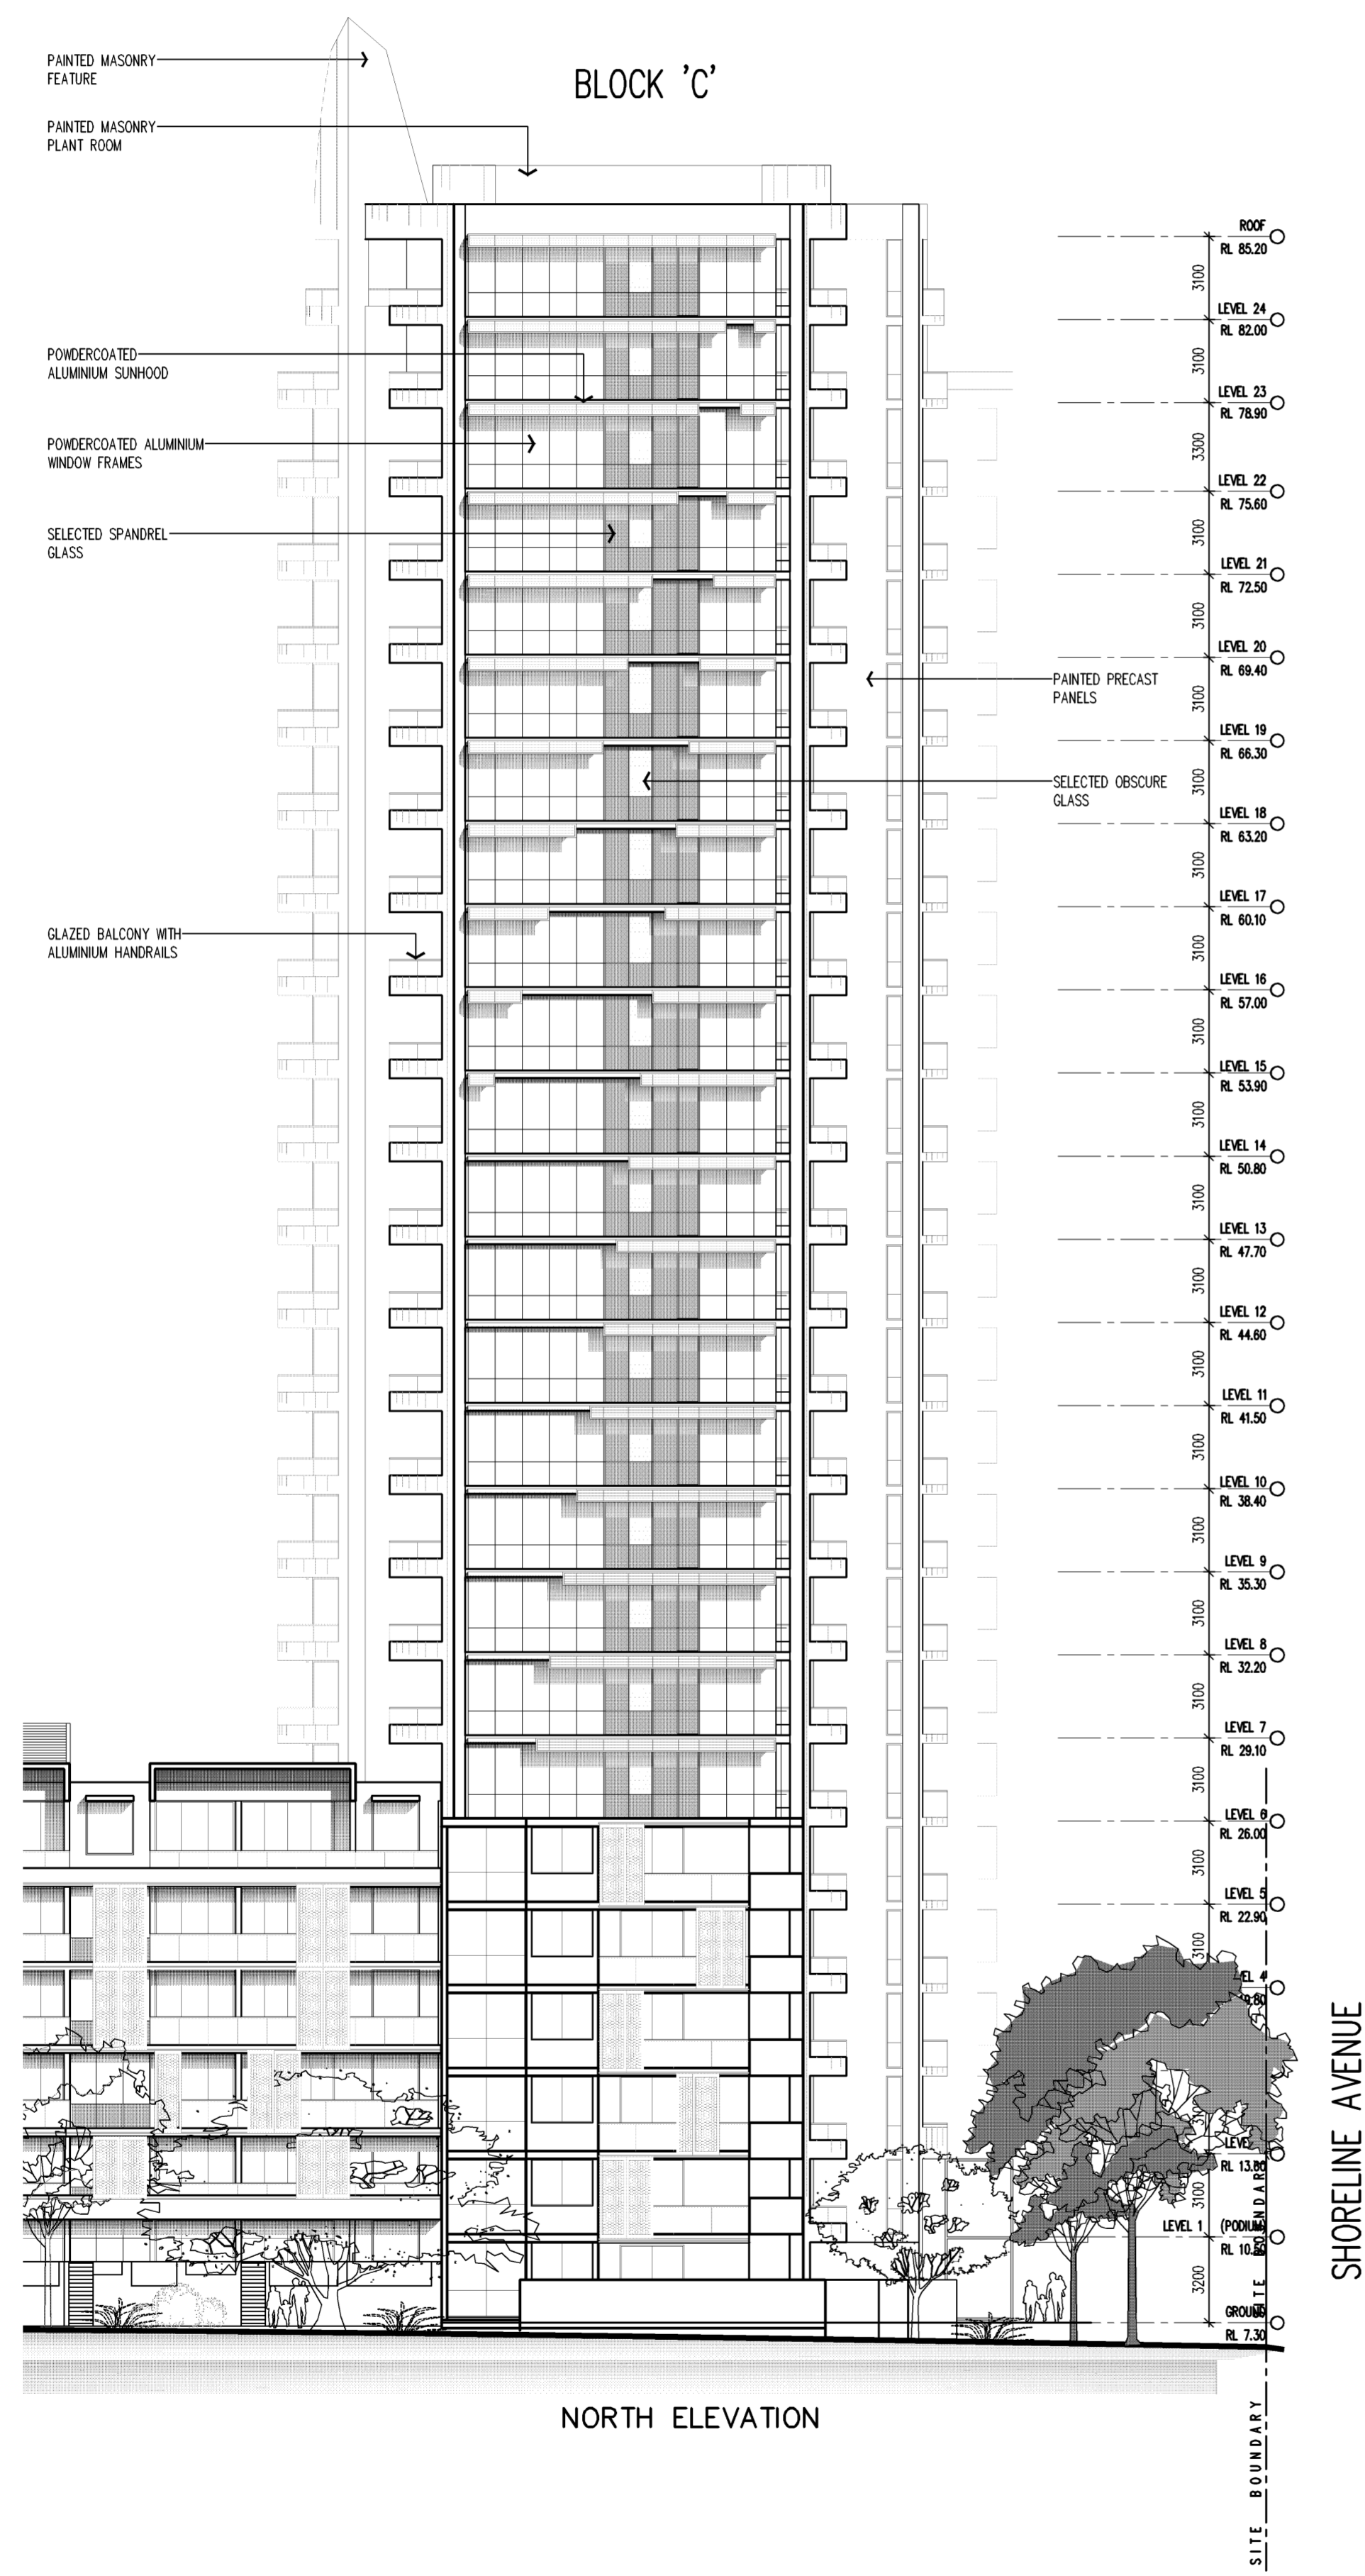 BLOCK 'C'
PAINTED MASONRY
FEATURE
PAINTED MASONRY
PLANT ROOM
POWDERCOATED
ALUMINIUM SUNHOOD
POWDERCOATED ALUMINIUM
WINDOW FRAMES
SELECTED SPANDREL
GLASS
GLAZED BALCONY WITH
ALUMINIUM HANDRAILS
PAINTED PRECAST
PANELS
SELECTED OBSCURE
GLASS
ROOF
RL 85.20
3100
LEVEL 24
RL 82.00
3100
LEVEL 23
RL 78.90
3300
LEVEL 22
RL 75.60
3100
LEVEL 21
RL 72.50
3100
LEVEL 20
RL 69.40
3100
LEVEL 19
RL 66.30
3100
LEVEL 18
RL 63.20
3100
LEVEL 17
RL 60.10
3100
LEVEL 16
RL 57.00
3100
LEVEL 15
RL 53.90
3100
LEVEL 14
RL 50.80
3100
LEVEL 13
RL 47.70
3100
LEVEL 12
RL 44.60
3100
LEVEL 11
RL 41.50
3100
LEVEL 10
RL 38.40
3100
LEVEL 9
RL 35.30
3100
LEVEL 8
RL 32.20
3100
LEVEL 7
RL 29.10
3100
LEVEL 6
RL 26.00
3100
LEVEL 5
RL 22.90
3100
4
LEVEL
RL
3100
LEVEL 1 (PODIUM)
RL
3200
GROUND
RL 7.30
SITE BOUNDARY
SHORELINE AVENUE
NORTH ELEVATION
SITE BOUNDARY